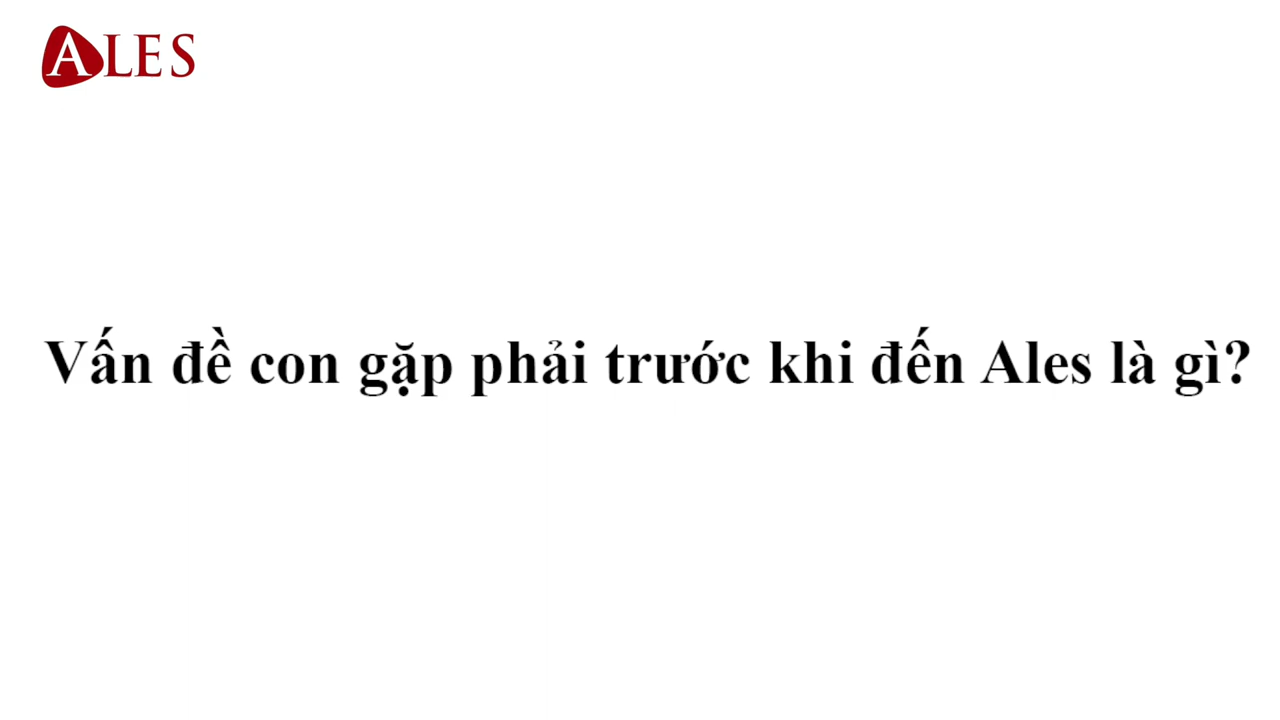 ALES
Vấn đề con gặp phải trước khi đến Ales là gì?